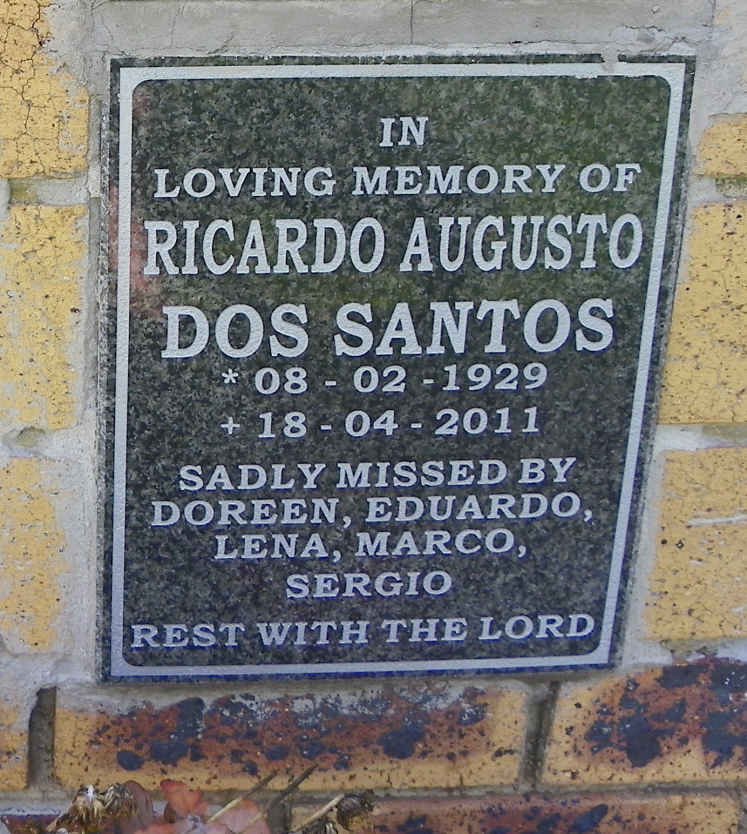 IN
LOVING MEMORY OF
RICARDO AUGUSTO
DOS SANTOS
* 08 - 02 - 1929
+ 18 - 04 - 2011
SADLY MISSED BY
DOREEN, EDUARDO,
LENA, MARCO,
SERGIO
REST WITH THE LORD